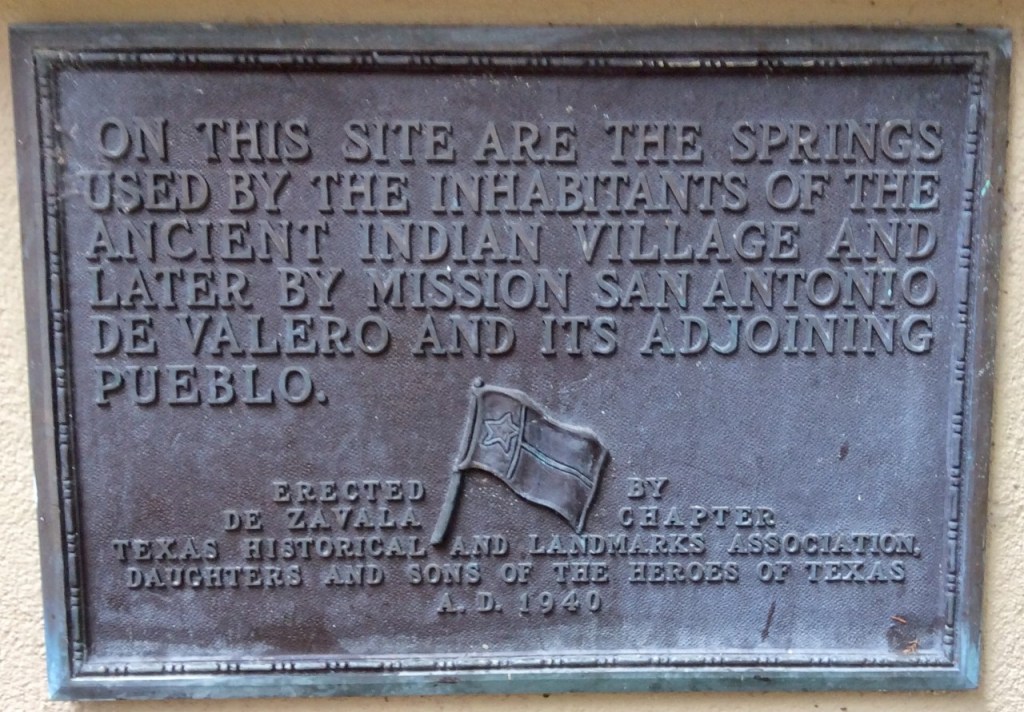 ON THIS SITE ARE THE SPRINGS
USED BY THE INHABITANTS OF THE
ANCIENT INDIAN VILLAGE AND
LATER BY MISSION SAN ANTONIO
DE VALERO AND ITS ADJOINING
PUEBLO.
ERECTED BY
DE ZAVALA CHAPTER
TEXAS HISTORICAL AND LANDMARKS ASSOCIATION,
DAUGHTERS AND SONS OF THE HEROES OF TEXAS
A. D. 1940